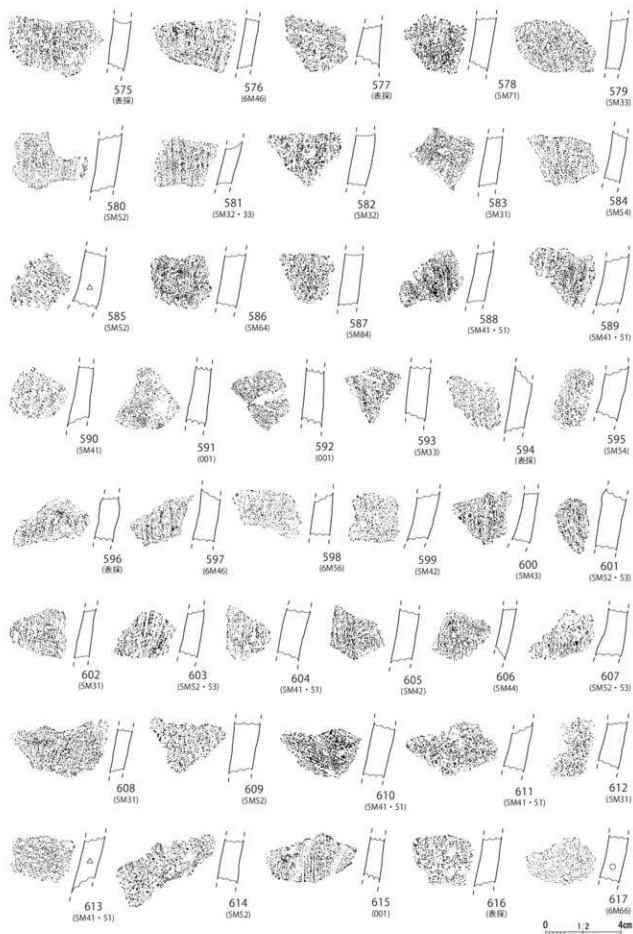 575 576 577 578 579
(表採) (6M46) (表採) (5M71) (5M33)
580 581 582 583 584
(5M52) (5M32・33) (5M32) (5M31) (5M54)
585 586 587 588 589
(5M52) (5M64) (5M84) (5M41・51) (5M41・51)
590 591 592 593 594 595
(5M41) (001) (001) (5M33) (表採) (5M54)
596 597 598 599 600 601
(表採) (6M46) (6M56) (5M42) (5M43) (5M52・53)
602 603 604 605 606 607
(5M31) (5M52・53) (5M41・51) (5M42) (5M44) (5M52・53)
608 609 610 611 612
(5M31) (5M52) (5M41・51) (5M41・51) (5M31)
613 614 615 616 617
(5M41・51) (5M52) (001) (表採) (6M66)
0 1:2 4cm